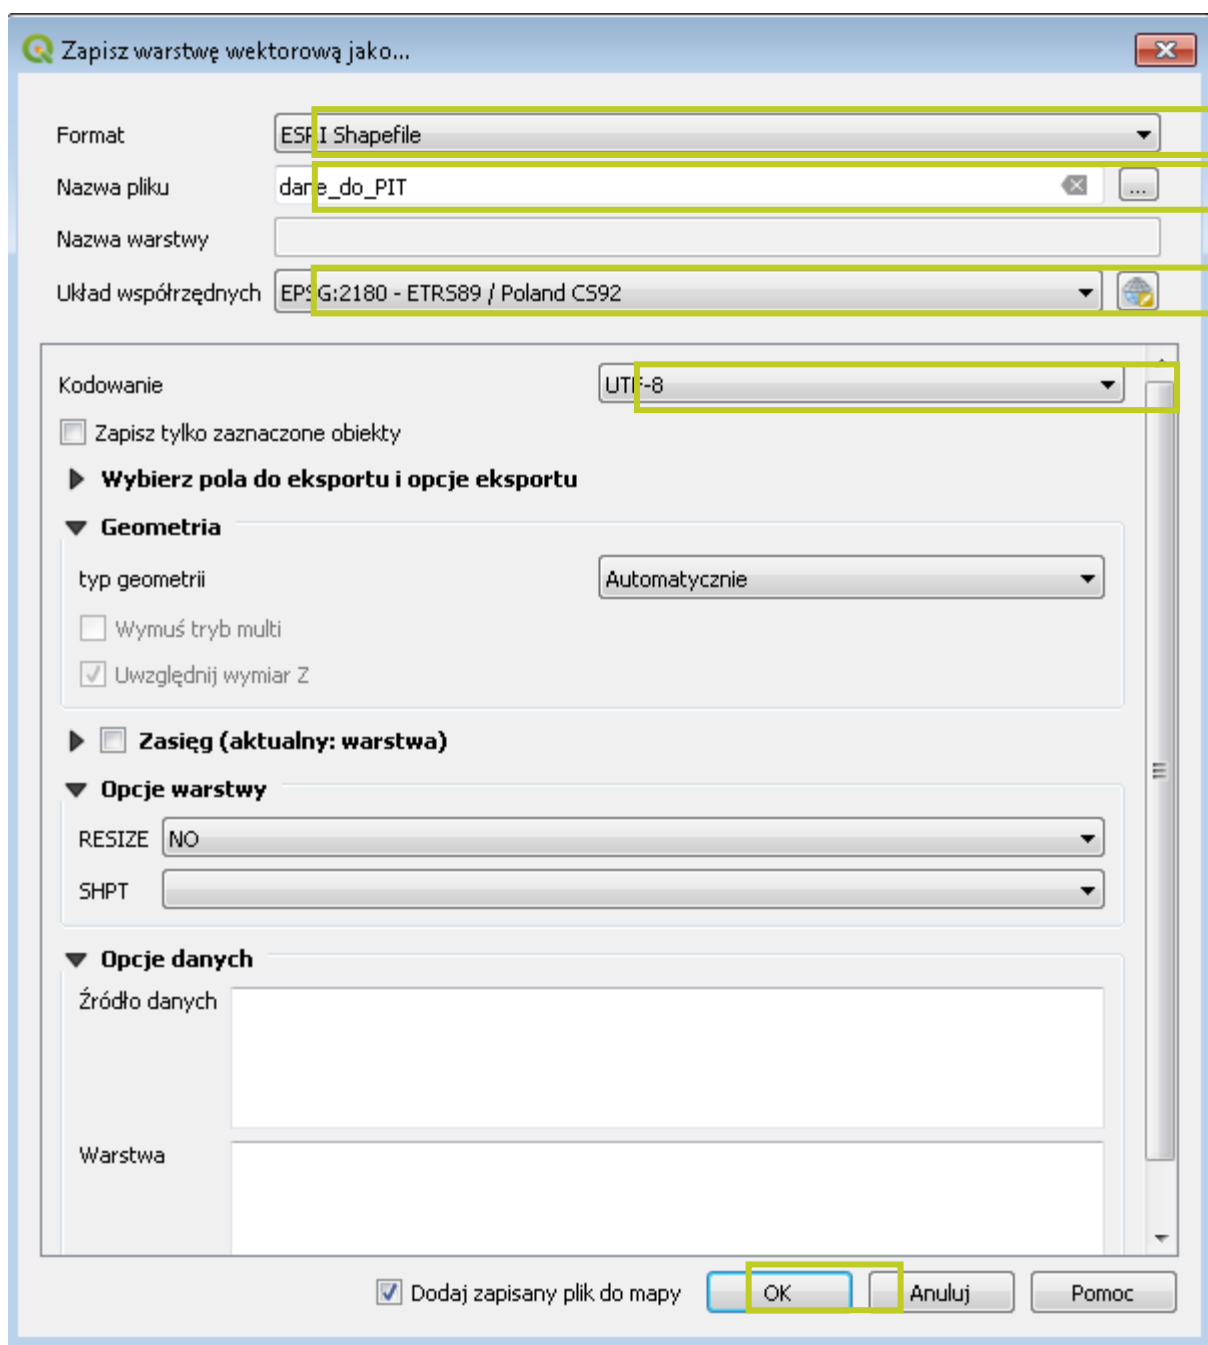 Zapisz warstwę wektorową jako...
Format ESRI Shapefile
Nazwa pliku dane_do_PIT ...
Nazwa warstwy
Układ współrzędnych EPSG:2180 - ETRS89 / Poland CS92
Kodowanie UTF-8
Zapisz tylko zaznaczone obiekty
Wybierz pola do eksportu i opcje eksportu
Geometria
typ geometrii Automatycznie
Wymuś tryb multi
Uwzględnij wymiar Z
Zasięg (aktualny: warstwa)
Opcje warstwy
RESIZE NO
SHPT
Opcje danych
Źródło danych
Warstwa
Dodaj zapisany plik do mapy OK Anuluj Pomoc